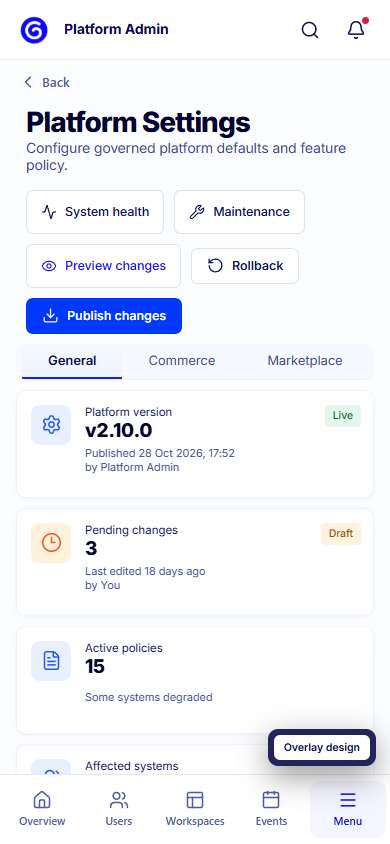 Platform Admin
Back
Platform Settings
Configure governed platform defaults and feature
policy.
System health
Maintenance
Preview changes
Rollback
Publish changes
General
Commerce
Marketplace
Platform version
Live
v2.10.0
Published 28 Oct 2026, 17:52
by Platform Admin
Pending changes
Draft
3
Last edited 18 days ago
by You
Active policies
15
Some systems degraded
Overlay design
Affected systems
Overview
Users
Workspaces
Events
Menu